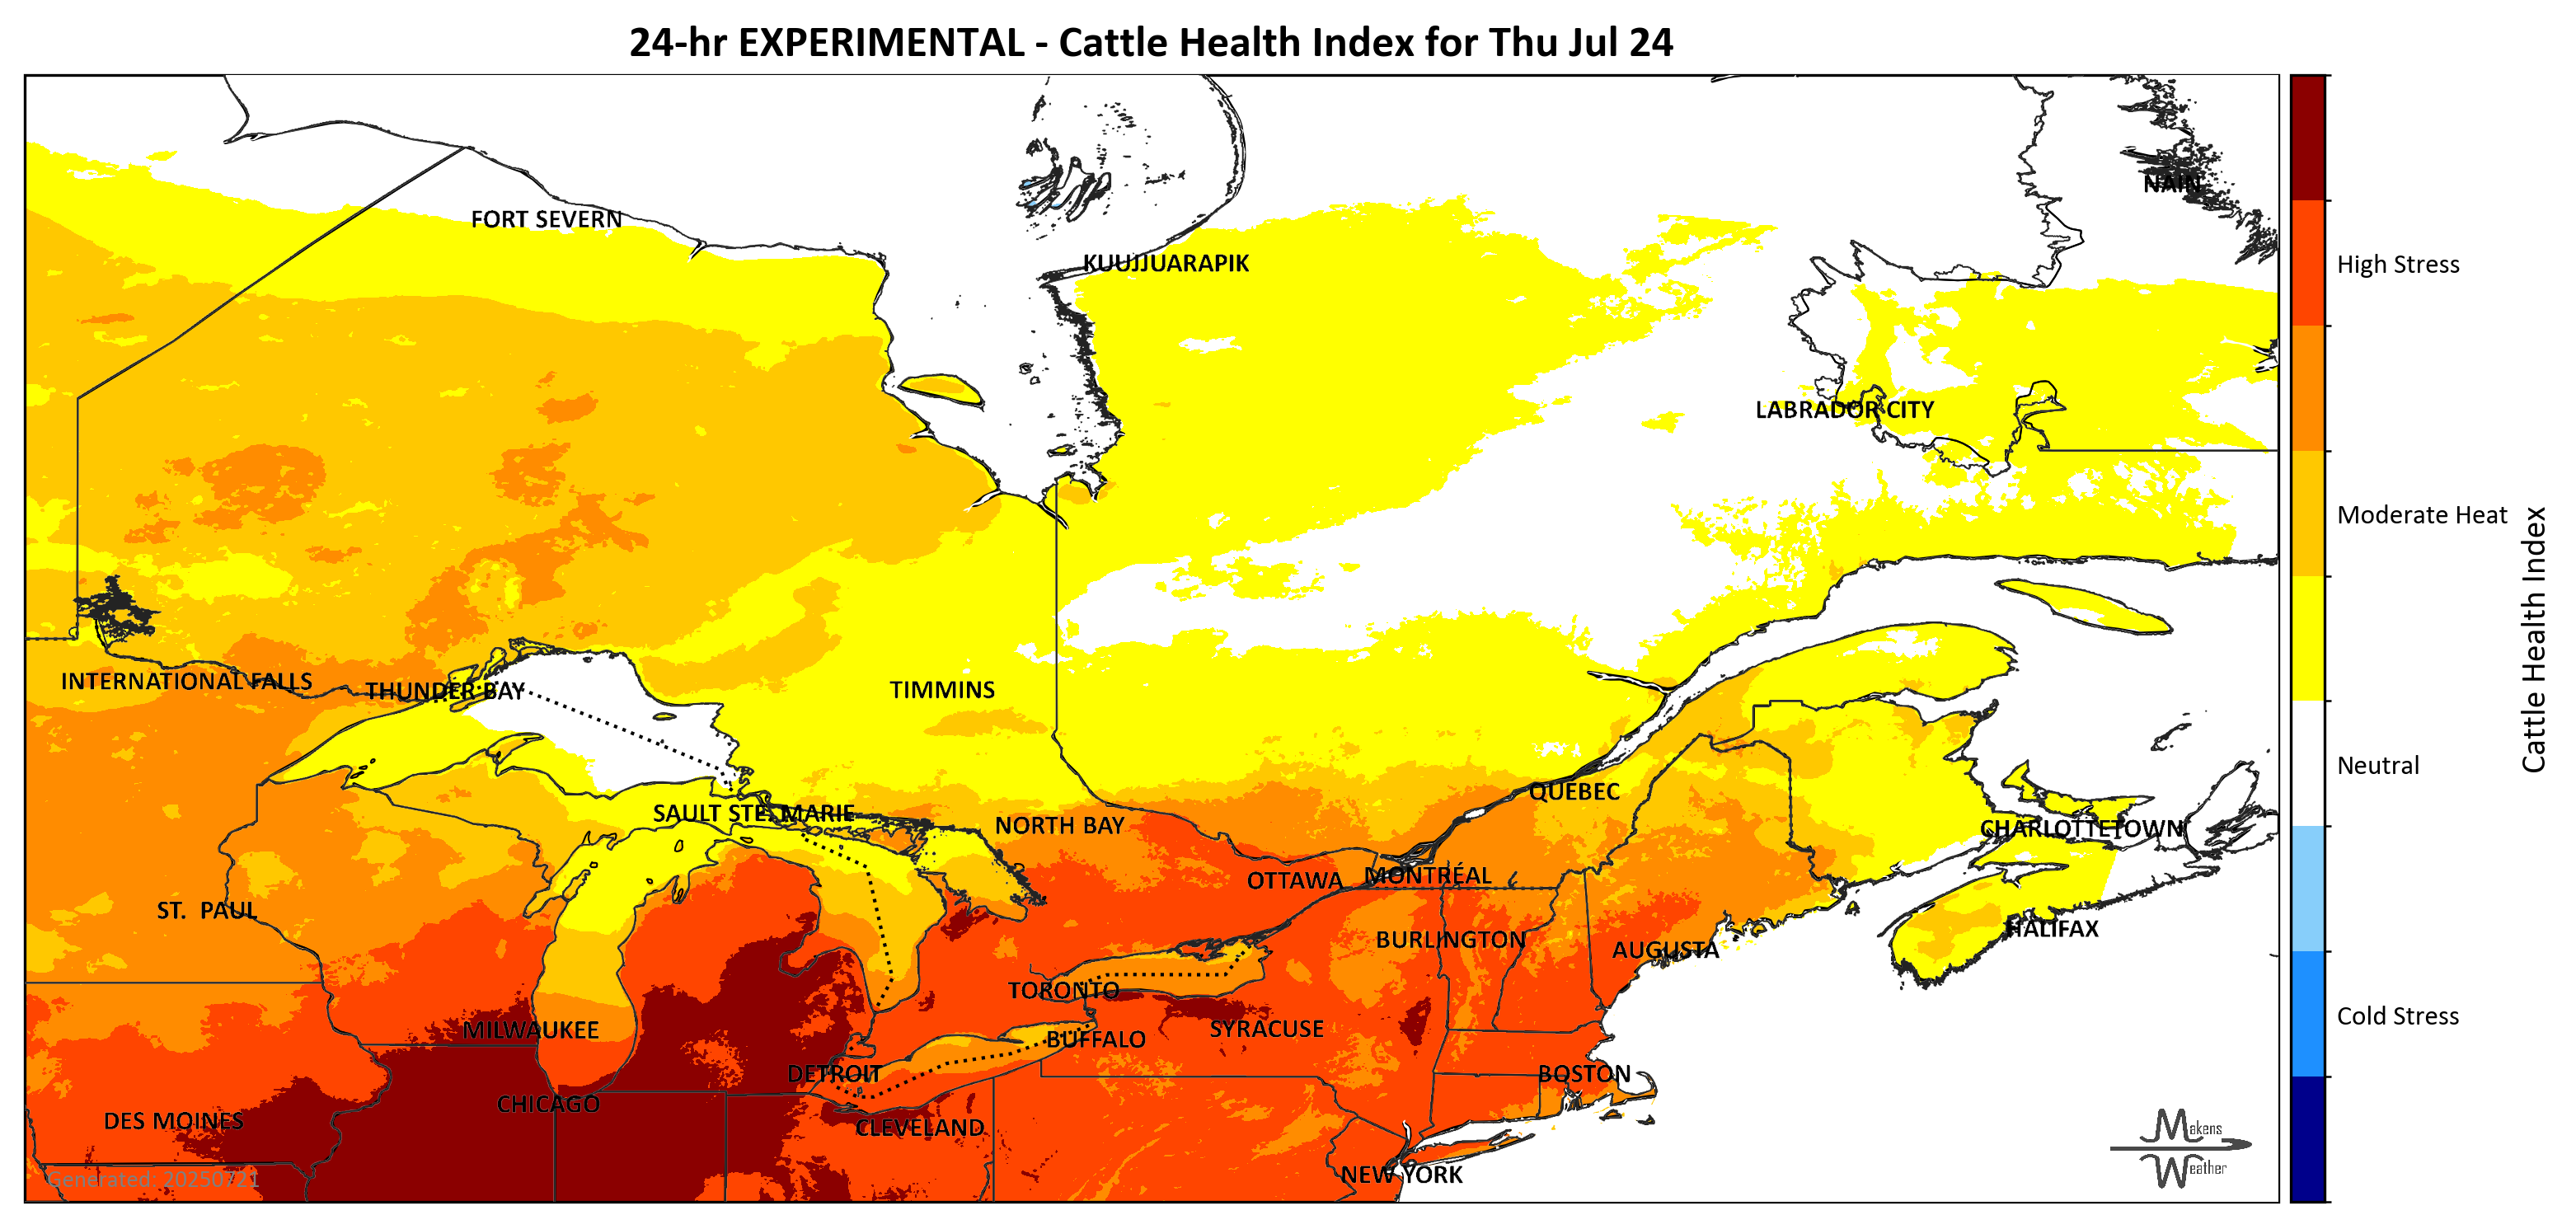 24-hr EXPERIMENTAL - Cattle Health Index for Thu Jul 24
NAIN
FORT SEVERN
KUUJJUARAPIK
High Stress
LABRADOR CITY
Moderate Heat
Cattle Health Index
INTERNATIONAL FALLS
THUNDER BAY
TIMMINS
Neutral
QUEBEC
SAULT STE. MARIE
NORTH BAY
CHARLOTTETOWN
OTTAWA
MONTRÉAL
ST. PAUL
HALIFAX
BURLINGTON
AUGUSTA
TORONTO
Cold Stress
MILWAUKEE
SYRACUSE
BUFFALO
DETROIT
BOSTON
CHICAGO
DES MOINES
CLEVELAND
Makens
Weather
NEW YORK
Generated: 20250721